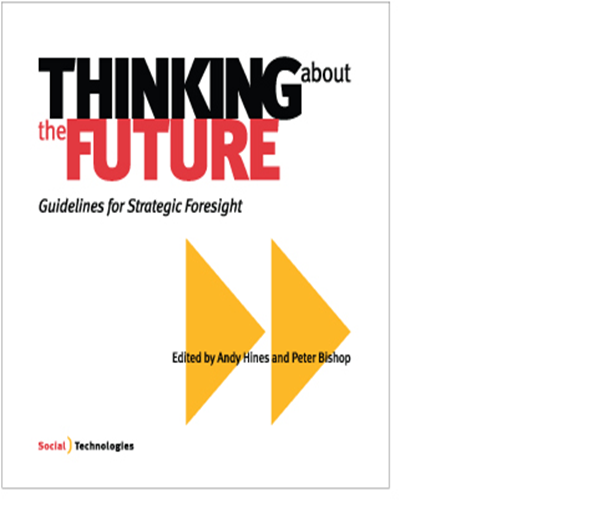 THINKING about
the FUTURE
Guidelines for Strategic Foresight
Edited by Andy Hines and Peter Bishop
Social ) Technologies